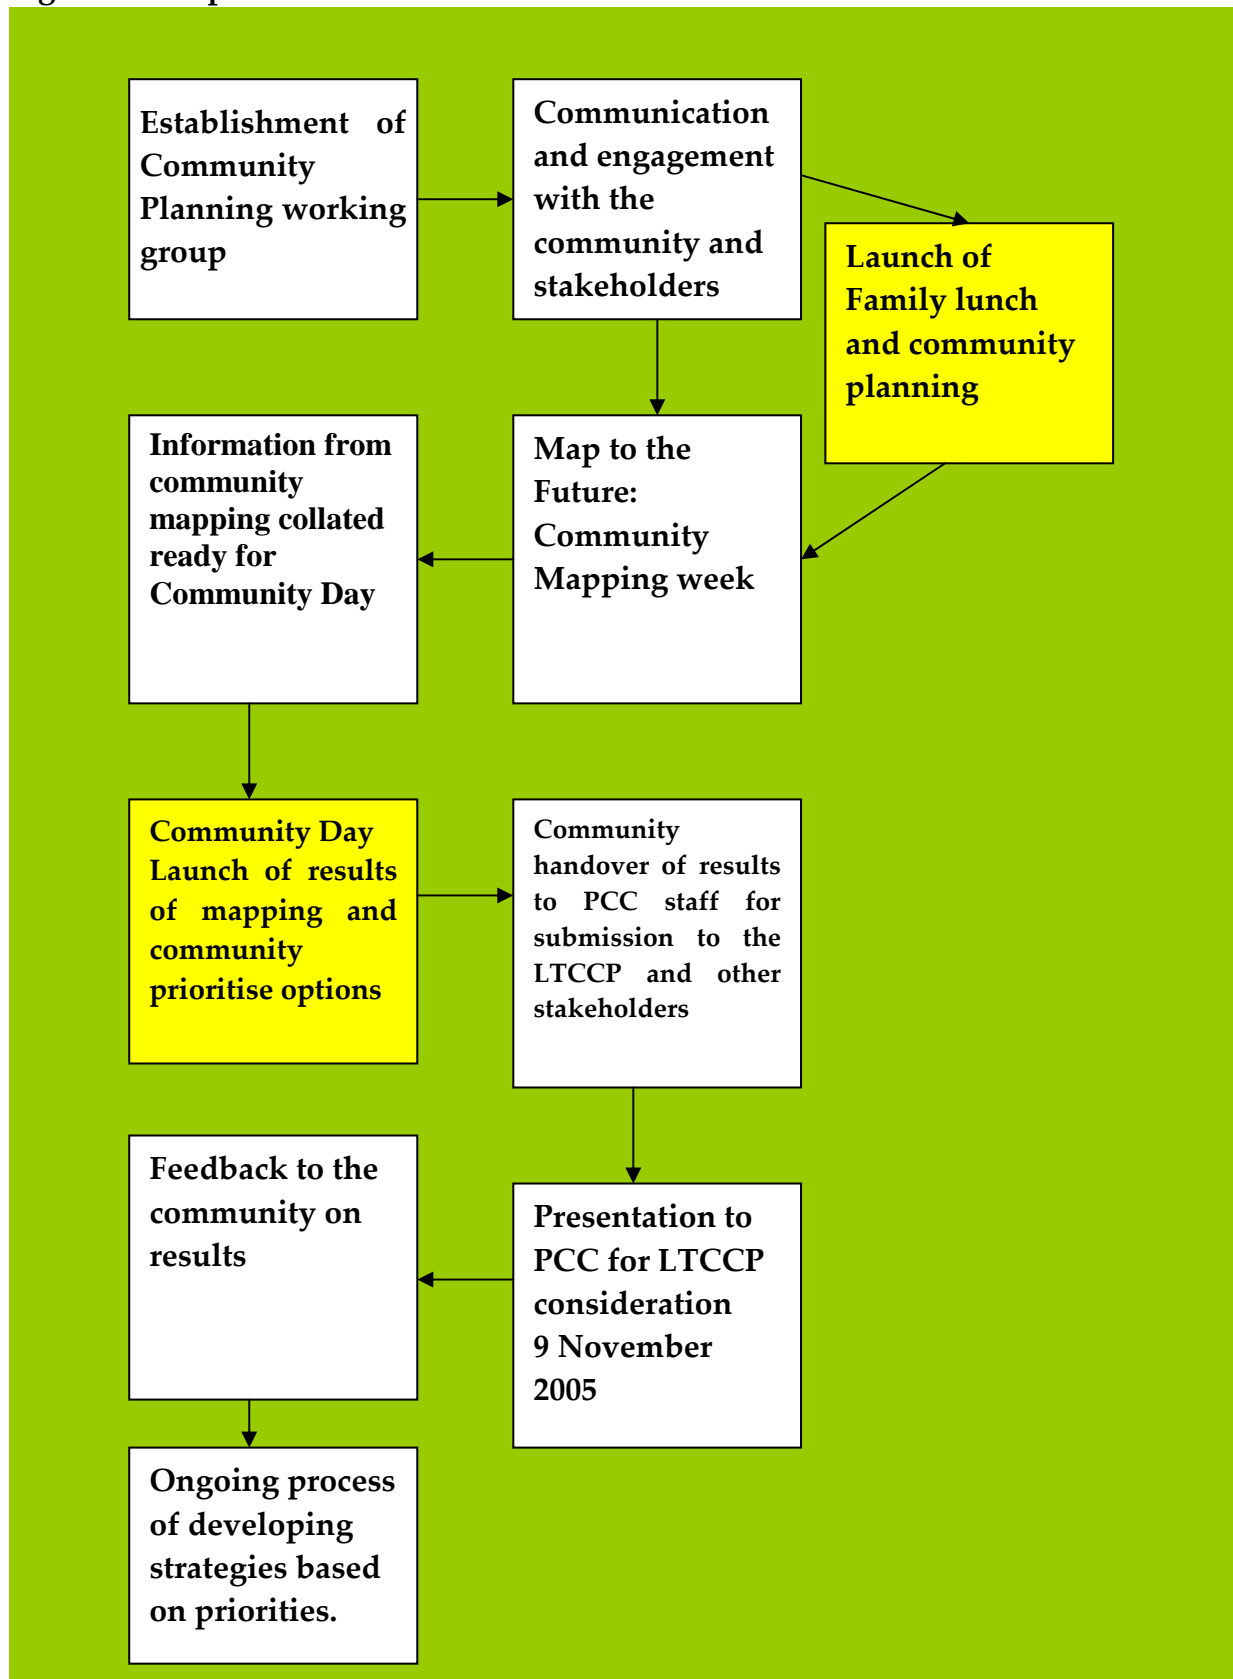 Establishment of
Community
Planning working
group
Communication
and engagement
with the
community and
stakeholders
Launch of
Family lunch
and community
planning
Map to the
Future:
Community
Mapping week
Information from
community
mapping collated
ready for
Community Day
Community Day
Launch of results
of mapping and
community
prioritise options
Community
handover of results
to PCC staff for
submission to the
LTCCP and other
stakeholders
Presentation to
PCC for LTCCP
consideration
9 November
2005
Feedback to the
community on
results
Ongoing process
of developing
strategies based
on priorities.